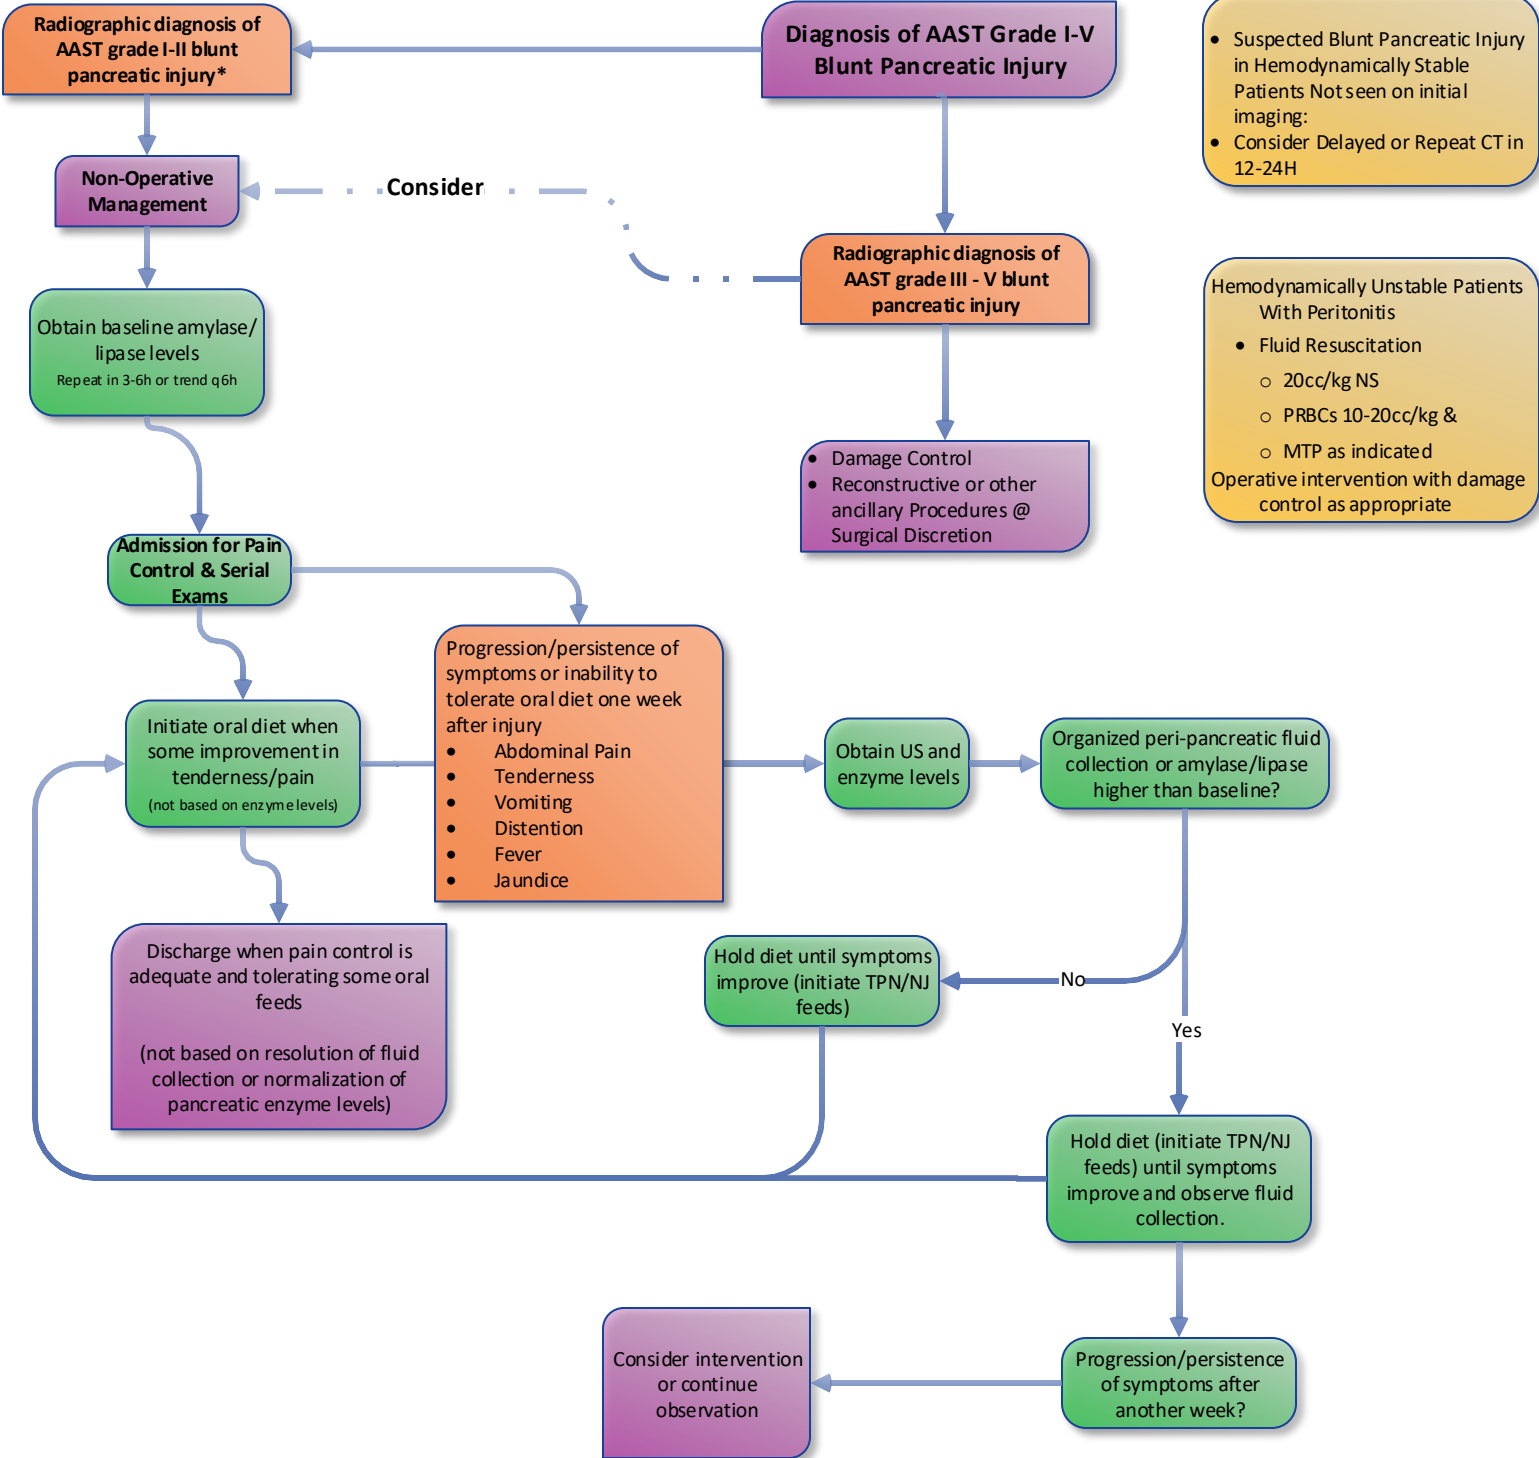 Radiographic diagnosis of
AAST grade I-II blunt
pancreatic injury*
Diagnosis of AAST Grade I-V
Blunt Pancreatic Injury
• Suspected Blunt Pancreatic Injury
in Hemodynamically Stable
Patients Not seen on initial
imaging:
• Consider Delayed or Repeat CT in
12-24H
Non-Operative
Management
Consider
Radiographic diagnosis of
AAST grade III - V blunt
pancreatic injury
Hemodynamically Unstable Patients
With Peritonitis
• Fluid Resuscitation
o 20cc/kg NS
o PRBCs 10-20cc/kg &
o MTP as indicated
Operative intervention with damage
control as appropriate
Obtain baseline amylase/
lipase levels
Repeat in 3-6h or trend q6h
• Damage Control
• Reconstructive or other
ancillary Procedures @
Surgical Discretion
Admission for Pain
Control & Serial
Exams
Progression/persistence of
symptoms or inability to
tolerate oral diet one week
after injury
• Abdominal Pain
• Tenderness
• Vomiting
• Distention
• Fever
• Jaundice
Initiate oral diet when
some improvement in
tenderness/pain
(not based on enzyme levels)
Obtain US and
enzyme levels
Organized peri-pancreatic fluid
collection or amylase/lipase
higher than baseline?
Discharge when pain control is
adequate and tolerating some oral
feeds
(not based on resolution of fluid
collection or normalization of
pancreatic enzyme levels)
Hold diet until symptoms
improve (initiate TPN/NJ
feeds)
No
Yes
Hold diet (initiate TPN/NJ
feeds) until symptoms
improve and observe fluid
collection.
Consider intervention
or continue
observation
Progression/persistence
of symptoms after
another week?